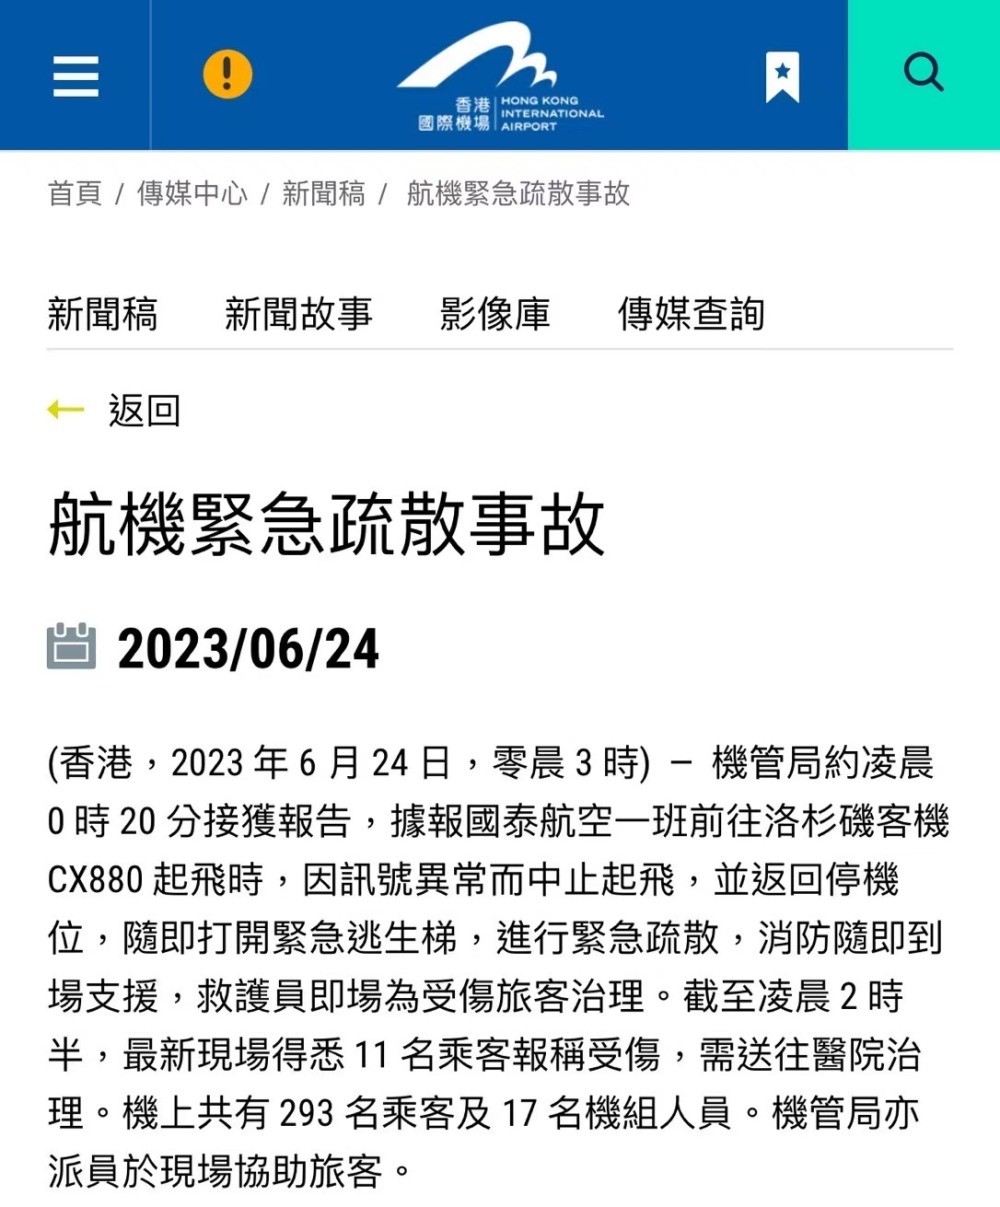 香港
國際機場
HONG KONG
INTERNATIONAL
AIRPORT
首頁 / 傳媒中心 / 新聞稿 / 航機緊急疏散事故
新聞稿 新聞故事 影像庫 傳媒查詢
← 返回
航機緊急疏散事故
2023/06/24
(香港，2023 年 6 月 24 日，零晨 3 時) – 機管局約凌晨
0 時 20 分接獲報告，據報國泰航空一班前往洛杉磯客機
CX880 起飛時，因訊號異常而中止起飛，並返回停機
位，隨即打開緊急逃生梯，進行緊急疏散，消防隨即到
場支援，救護員即場為受傷旅客治理。截至凌晨 2 時
半，最新現場得悉 11 名乘客報稱受傷，需送往醫院治
理。機上共有 293 名乘客及 17 名機組人員。機管局亦
派員於現場協助旅客。